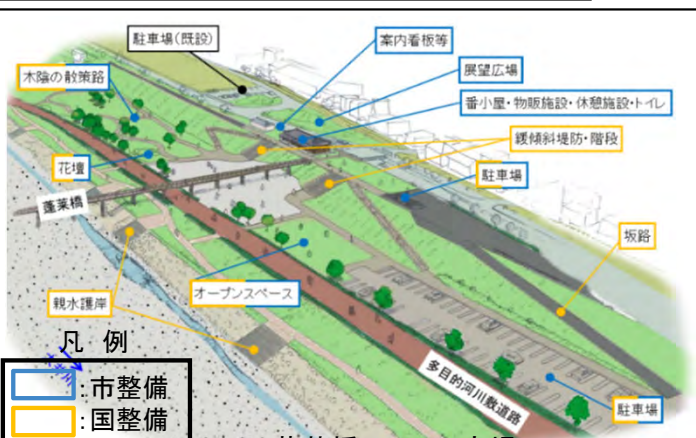 駐車場(既設)
案内看板等
木陰の散策路
展望広場
番小屋・物販施設・休憩施設・トイレ
緩傾斜堤防・階段
花壇
駐車場
蓬莱橋
坂路
オープンスペース
親水護岸
凡 例
:市整備
:国整備
多目的河川敷道路
駐車場